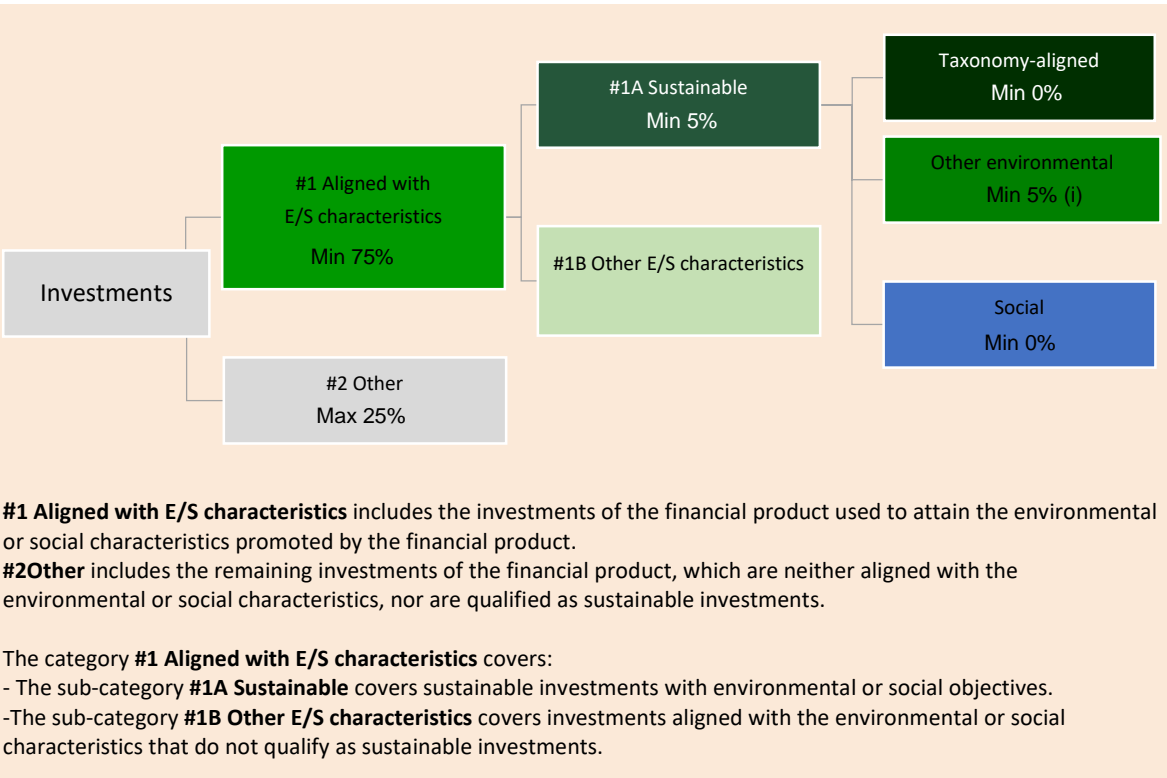 Investments
#1 Aligned with
E/S characteristics
Min 75%
#2 Other
Max 25%
#1A Sustainable
Min 5%
#1B Other E/S characteristics
Taxonomy-aligned
Min 0%
Other environmental
Min 5% (i)
Social
Min 0%
#1 Aligned with E/S characteristics includes the investments of the financial product used to attain the environmental
or social characteristics promoted by the financial product.
#2Other includes the remaining investments of the financial product, which are neither aligned with the
environmental or social characteristics, nor are qualified as sustainable investments.
The category #1 Aligned with E/S characteristics covers:
- The sub-category #1A Sustainable covers sustainable investments with environmental or social objectives.
-The sub-category #1B Other E/S characteristics covers investments aligned with the environmental or social
characteristics that do not qualify as sustainable investments.